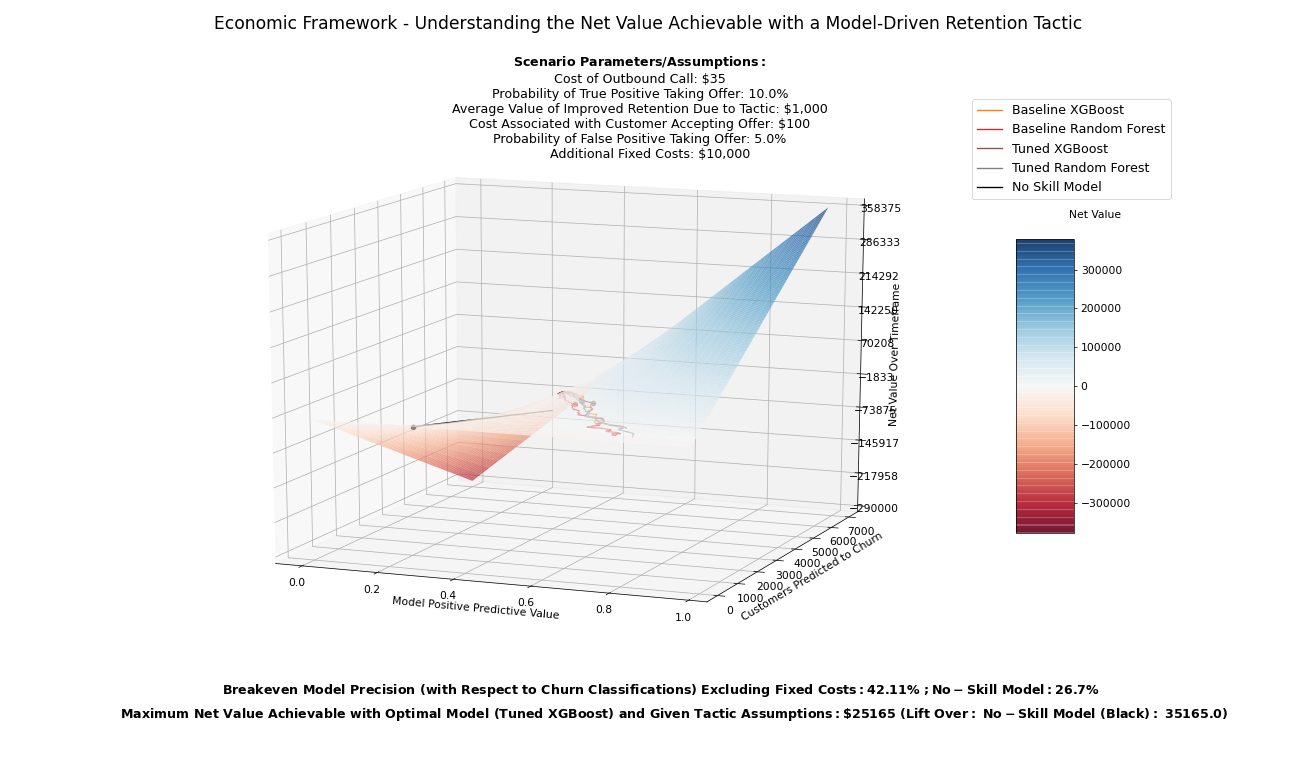 Economic Framework - Understanding the Net Value Achievable with a Model-Driven Retention Tactic
Scenario Parameters/Assumptions:
Cost of Outbound Call: $35
Probability of True Positive Taking Offer: 10.0%
Average Value of Improved Retention Due to Tactic: $1,000
Cost Associated with Customer Accepting Offer: $100
Probability of False Positive Taking Offer: 5.0%
Additional Fixed Costs: $10,000
Baseline XGBoost
Baseline Random Forest
Tuned XGBoost
Tuned Random Forest
No Skill Model
Net Value
300000
200000
100000
0
−100000
−200000
−300000
358375
286333
214292
142250
70208
−1833
−73875
−145917
−217958
−290000
Net Value Over Timeframe
7000
6000
5000
4000
3000
2000
1000
0
Customers Predicted to Churn
0.0
0.2
0.4
0.6
0.8
1.0
Model Positive Predictive Value
Breakeven Model Precision (with Respect to Churn Classifications) Excluding Fixed Costs: 42.11% ; No − Skill Model: 26.7%
Maximum Net Value Achievable with Optimal Model (Tuned XGBoost) and Given Tactic Assumptions: $25165 (Lift Over: No − Skill Model (Black): 35165.0)